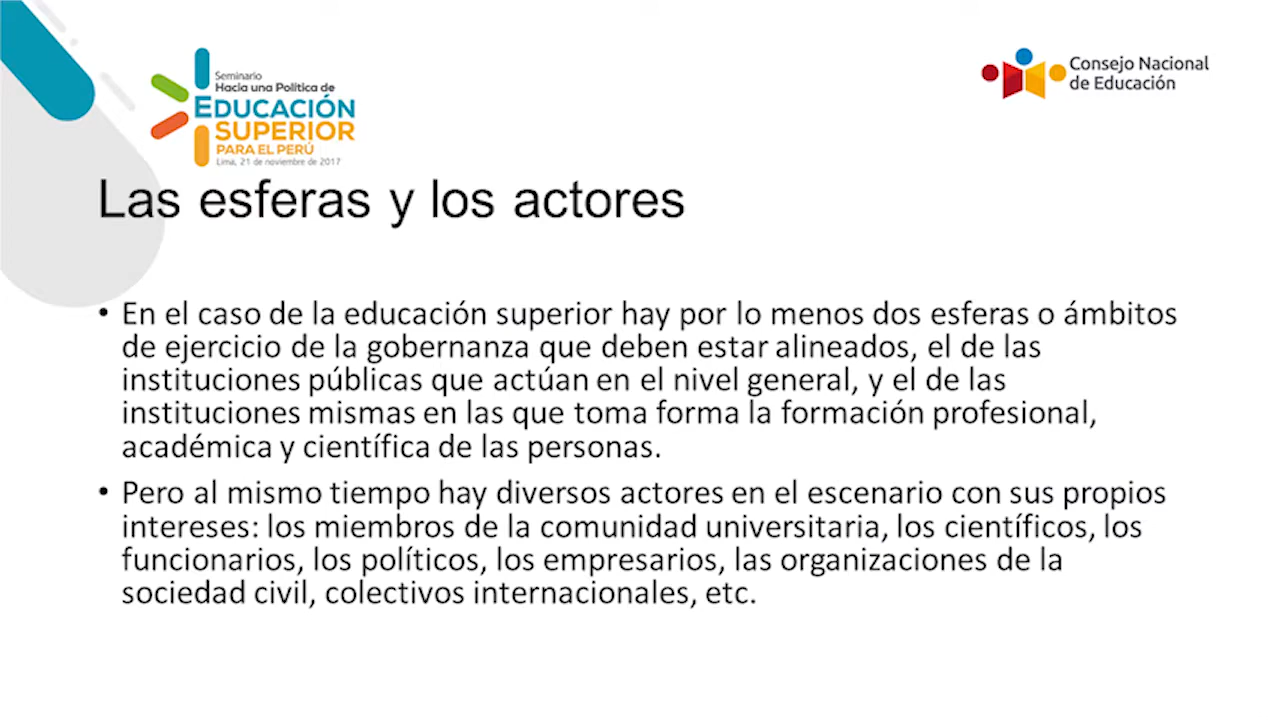 Seminario
Hacia una Política de
EDUCACIÓN
SUPERIOR
PARA EL PERÚ
Lima, 21 de noviembre de 2017
Consejo Nacional
de Educación
Las esferas y los actores
• En el caso de la educación superior hay por lo menos dos esferas o ámbitos
de ejercicio de la gobernanza que deben estar alineados, el de las
instituciones públicas que actúan en el nivel general, y el de las
instituciones mismas en las que toma forma la formación profesional,
académica y científica de las personas.
• Pero al mismo tiempo hay diversos actores en el escenario con sus propios
intereses: los miembros de la comunidad universitaria, los científicos, los
funcionarios, los políticos, los empresarios, las organizaciones de la
sociedad civil, colectivos internacionales, etc.